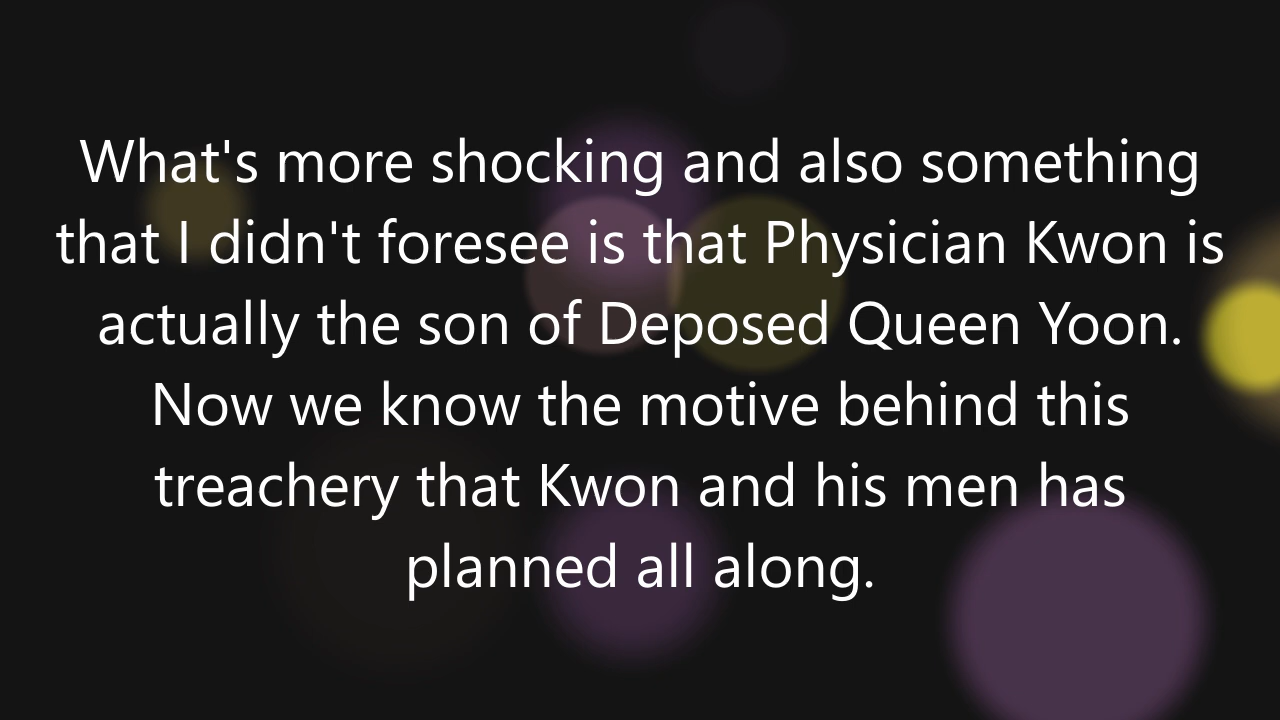 What's more shocking and also something
that I didn't foresee is that Physician Kwon is
actually the son of Deposed Queen Yoon.
Now we know the motive behind this
treachery that Kwon and his men has
planned all along.